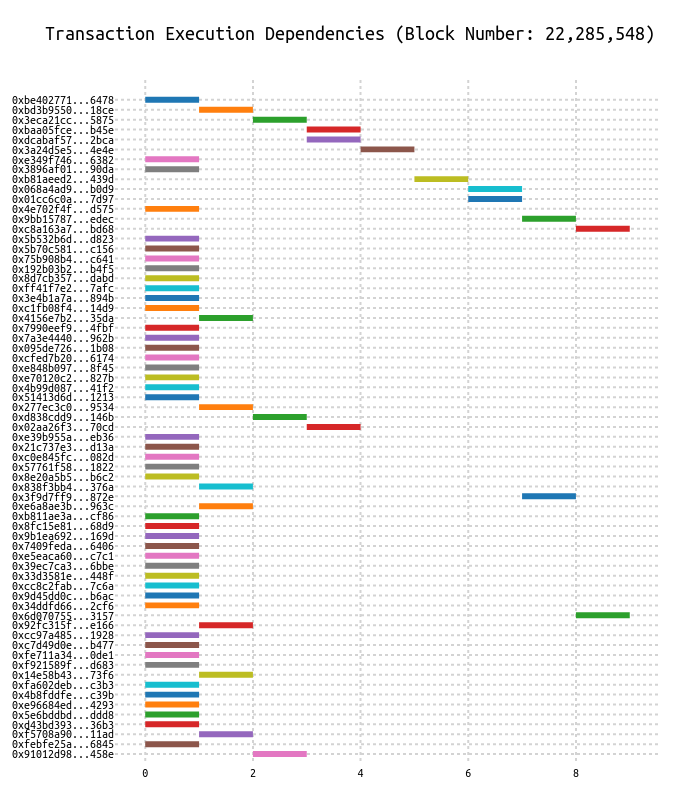 Transaction Execution Dependencies (Block Number: 22,285,548)
0xbe402771...6478
0xbd3b9550...18ce
0x3eca21cc...5875
0xbaa05fce...b45e
0xdcabaf57...2bca
0x3a24d5e5...4e4e
0xe349f746...6382
0x3896af01...90da
0xb81aeed2...439d
0x068a4ad9...b0d9
0x01cc6c0a...7d97
0x4e702f4f...d575
0x9bb15787...edec
0xc8a163a7...bd68
0x5b532b6d...d823
0x5b70c581...c156
0x75b908b4...c641
0x192b03b2...b4f5
0x8d7cb357...dabd
0xff41f7e2...7afc
0x3e4b1a7a...894b
0xc1fb08f4...14d9
0x4156e7b2...35da
0x7990eef9...4fbf
0x7a3e4440...962b
0x095de726...1b08
0xcfed7b20...6174
0xe848b097...8f45
0xe70120c2...827b
0x4b99d087...41f2
0x51413d6d...1213
0x277ec3c0...9534
0xd838cdd9...146b
0x02aa26f3...70cd
0xe39b955a...eb36
0x21c737e3...d13a
0xc0e845fc...082d
0x57761f58...1822
0x8e20a5b5...b6c2
0x838f3bb4...376a
0x3f9d7ff9...872e
0xe6a8ae3b...963c
0xb811ae3a...cf86
0x8fc15e81...68d9
0x9b1ea692...169d
0x7409feda...6406
0xe5eaca60...c7c1
0x39ec7ca3...6bbe
0x33d3581e...448f
0xcc8c2fab...7c6a
0x9d45dd0c...b6ac
0x34ddfd66...2cf6
0x6d070755...3157
0x92fc315f...e166
0xcc97a485...1928
0xc7d49d0e...b477
0xfe711a34...0de1
0xf921589f...d683
0x14e58b43...73f6
0xfa602deb...c3b3
0x4b8fddfe...c39b
0xe96684ed...4293
0x5e6bddbd...ddd8
0xd43bd393...36b3
0xf5708a90...11ad
0xfebfe25a...6845
0x91012d98...458e
0 2 4 6 8